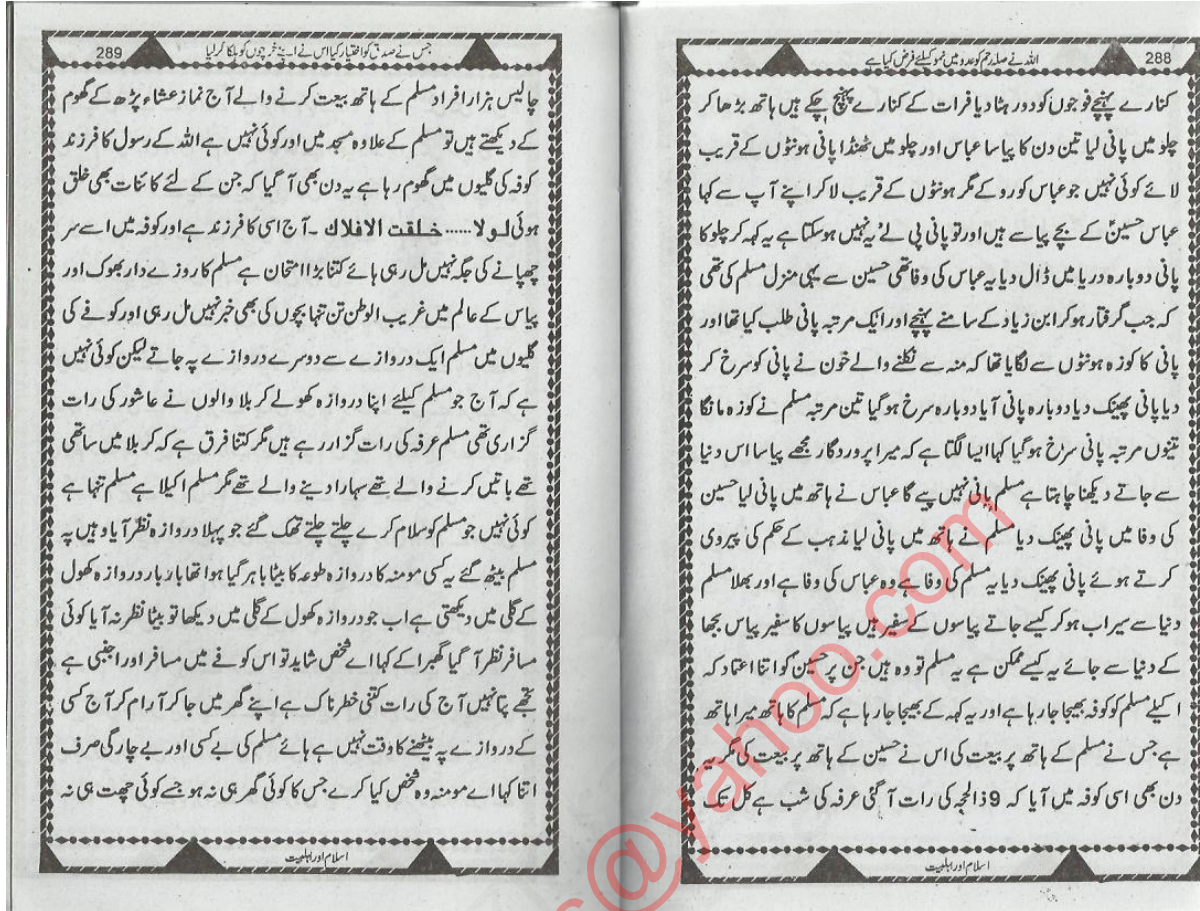 288
اللہ نے صلہ رحم کو عدد میں نمو کیلئے فرض کیا ہے
کنارے پہنچے فوجوں کو دور ہٹا دیا فرات کے کنارے پہنچ چکے ہیں ہاتھ بڑھا کر
چلو میں پانی لیا تین دن کا پیاسا عباس اور چلو میں ٹھنڈا پانی ہونٹوں کے قریب
لائے کوئی نہیں جو عباس کو روکے مگر ہونٹوں کے قریب لا کر اپنے آپ سے کہا
عباس حسینؑ کے بچے پیاسے ہیں اور تو پانی پی لے یہ نہیں ہوسکتا ہے یہ کہہ کر چلو کا
پانی دوبارہ دریا میں ڈال دیا یہ عباس کی وفا تھی حسین سے یہی منزل مسلم کی تھی
کہ جب گرفتار ہوکر ابن زیاد کے سامنے پہنچے اور ایک مرتبہ پانی طلب کیا تھا اور
پانی کا کوزہ ہونٹوں سے لگایا تھا کہ منہ سے نکلنے والے خون نے پانی کو سرخ کر
دیا پانی پھینک دیا دوبارہ پانی آیا دوبارہ سرخ ہوگیا تین مرتبہ مسلم نے کوزہ مانگا
تینوں مرتبہ پانی سرخ ہوگیا کہا ایسا لگتا ہے کہ میرا پروردگار مجھے پیاسا اس دنیا
سے جاتے دیکھنا چاہتا ہے مسلم پانی نہیں پیے گا عباس نے ہاتھ میں پانی لیا حسین
کی وفا میں پانی پھینک دیا مسلم نے ہاتھ میں پانی لیا مذہب کے حکم کی پیروی
کرتے ہوئے پانی پھینک دیا یہ مسلم کی وفا ہے وہ عباس کی وفا ہے اور بھلا مسلم
دنیا سے سیراب ہوکر کیسے جاتے پیاسوں کے سفیر ہیں پیاسوں کا سفیر پیاس بجھا
کے دنیا سے جائے یہ کیسے ممکن ہے یہ مسلم تو وہ ہیں جن پر حسین کو اتنا اعتماد کہ
اکیلے مسلم کو کوفہ بھیجا جا رہا ہے اور یہ کہہ کے بھیجا جا رہا ہے کہ مسلم کا ہاتھ میرا ہاتھ
ہے جس نے مسلم کے ہاتھ پر بیعت کی اس نے حسین کے ہاتھ پر بیعت کی مگر یہ
دن بھی اسی کوفہ میں آیا کہ 9 ذالحجہ کی رات آگئی عرفہ کی شب ہے کل تک
اسلام اور اہلبیت
289
جس نے صدق کو اختیار کیا اس نے اپنے خرچوں کو ہلکا کرلیا
چالیس ہزار افراد مسلم کے ہاتھ بیعت کرنے والے آج نماز عشاء پڑھ کے گھوم
کے دیکھتے ہیں تو مسلم کے علاوہ مسجد میں اور کوئی نہیں ہے اللہ کے رسول کا فرزند
کوفہ کی گلیوں میں گھوم رہا ہے یہ دن بھی آ گیا کہ جن کے لئے کائنات بھی خلق
ہوئی لولا ...... خلقت الافلاك ۔ آج اسی کا فرزند ہے اور کوفہ میں اسے سر
چھپانے کی جگہ نہیں مل رہی ہائے کتنا بڑا امتحان ہے مسلم کا روزے دار بھوک اور
پیاس کے عالم میں غریب الوطن تن تنہا بچوں کی بھی خبر نہیں مل رہی اور کوفے کی
گلیوں میں مسلم ایک دروازے سے دوسرے دروازے پہ جاتے لیکن کوئی نہیں
ہے کہ آج جو مسلم کیلئے اپنا دروازہ کھولے کربلا والوں نے عاشور کی رات
گزاری تھی مسلم عرفہ کی رات گزار رہے ہیں مگر کتنا فرق ہے کہ کربلا میں ساتھی
تھے باتیں کرنے والے تھے سہارا دینے والے تھے مگر مسلم اکیلا ہے مسلم تنہا ہے
کوئی نہیں جو مسلم کو سلام کرے چلتے چلتے تھک گئے جو پہلا دروازہ نظر آیا وہیں پہ
مسلم بیٹھ گئے یہ کسی مومنہ کا دروازہ طوعہ کا بیٹا باہر گیا ہوا تھا بار بار دروازہ کھول
کے گلی میں دیکھتی ہے اب جو دروازہ کھول کے گلی میں دیکھا تو بیٹا نظر نہ آیا کوئی
مسافر نظر آ گیا گھبرا کے کہا اے شخص شاید تو اس کوفے میں مسافر اور اجنبی ہے
تجھے پتا نہیں آج کی رات کتنی خطرناک ہے اپنے گھر میں جا کر آرام کر آج کسی
کے دروازے پہ بیٹھنے کا وقت نہیں ہے ہائے مسلم کی بے کسی اور بے چارگی صرف
اتنا کہا اے مومنہ وہ شخص کیا کرے جس کا کوئی گھر ہی نہ ہو جسے کوئی چھت ہی نہ
اسلام اور اہلبیت
s@yahoo.com